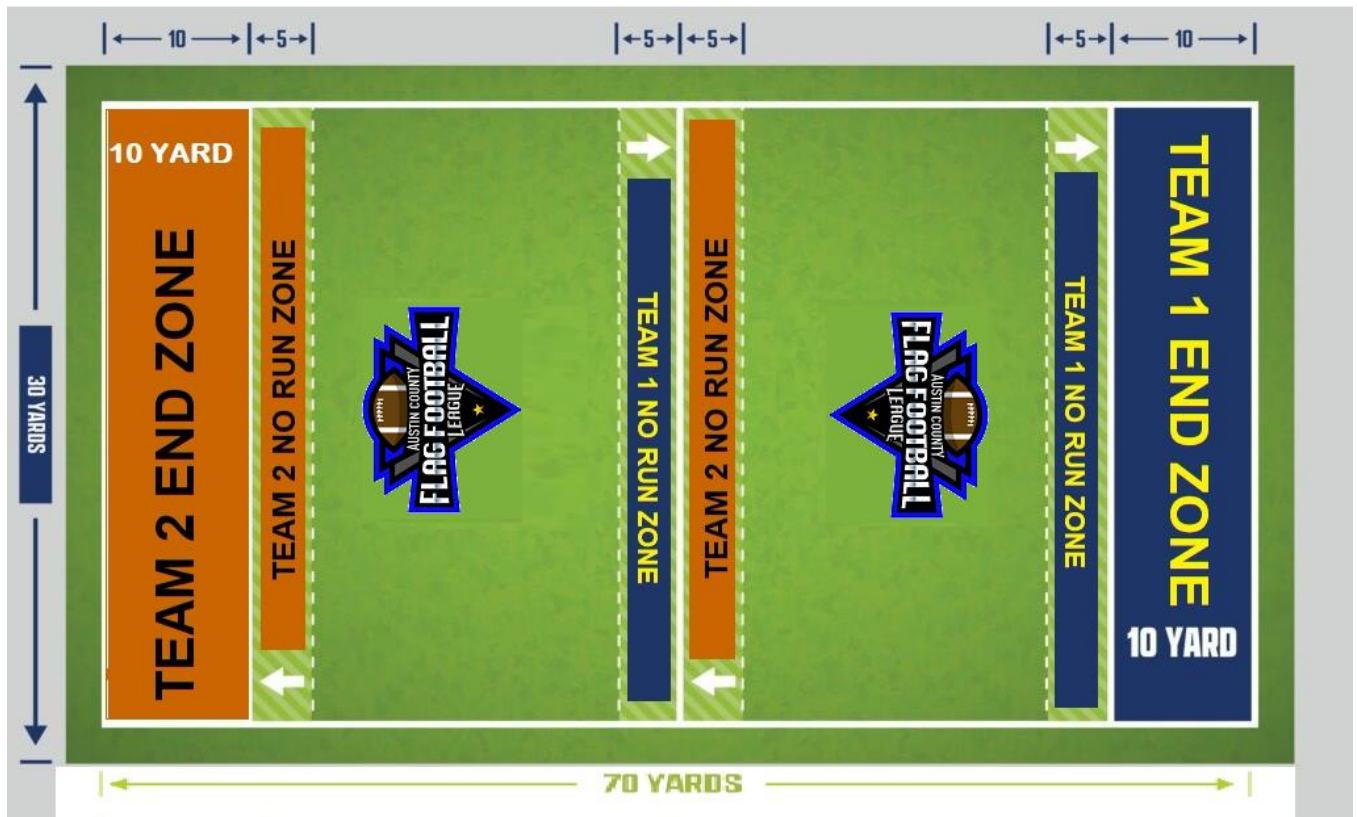 10
5
5
5
5
10
30 YARDS
10 YARD
TEAM 2 END ZONE
TEAM 2 NO RUN ZONE
AUSTIN COUNTY
FLAG FOOTBALL
LEAGUE
TEAM 1 NO RUN ZONE
TEAM 2 NO RUN ZONE
FLAG FOOTBALL
AUSTIN COUNTY
LEAGUE
TEAM 1 NO RUN ZONE
TEAM 1 END ZONE
10 YARD
70 YARDS